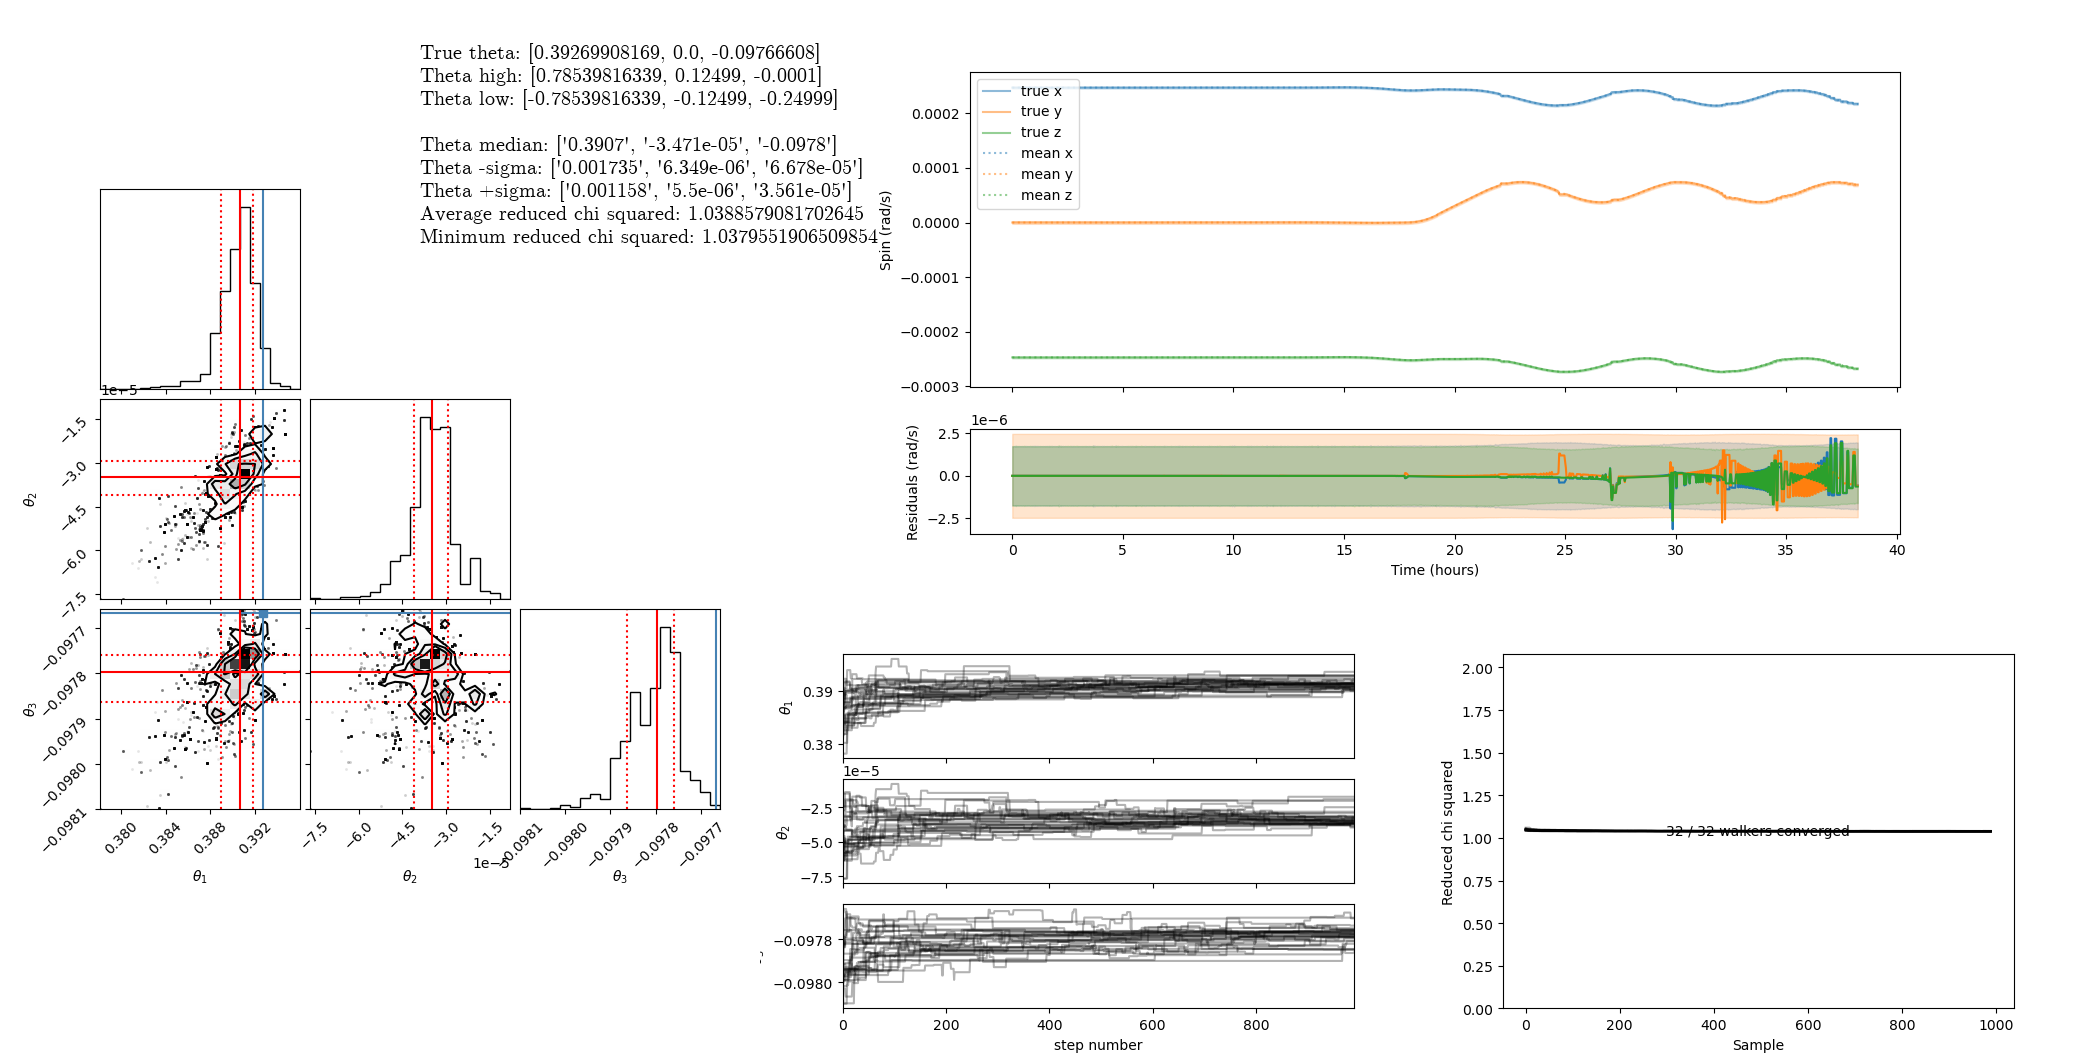 True theta: [0.39269908169, 0.0, -0.09766608]
Theta high: [0.78539816339, 0.12499, -0.0001]
Theta low: [-0.78539816339, -0.12499, -0.24999]
Theta median: ['0.3907', '-3.471e-05', '-0.0978']
Theta -sigma: ['0.001735', '6.349e-06', '6.678e-05']
Theta +sigma: ['0.001158', '5.5e-06', '3.561e-05']
Average reduced chi squared: 1.0388579081702645
Minimum reduced chi squared: 1.0379551906509854
true x
true y
true z
mean x
mean y
mean z
0.0002
0.0001
0.0000
−0.0001
−0.0002
−0.0003
Spin (rad/s)
1e−6
2.5
0.0
−2.5
Residuals (rad/s)
0 5 10 15 20 25 30 35 40
Time (hours)
1e−5
−1.5
−3.0
−4.5
−6.0
−7.5
θ2
−0.0977
−0.0978
−0.0979
−0.0980
−0.0981
θ3
0.380 0.384 0.388 0.392
θ1
−7.5 −6.0 −4.5 −3.0 −1.5
1e−5
θ2
−0.0981 −0.0980 −0.0979 −0.0978 −0.0977
θ3
0.39
0.38
θ1
1e−5
−2.5
−5.0
−7.5
θ2
−0.0978
−0.0980
0 200 400 600 800
step number
2.00
1.75
1.50
1.25
1.00
0.75
0.50
0.25
0.00
Reduced chi squared
32 / 32 walkers converged
0 200 400 600 800 1000
Sample